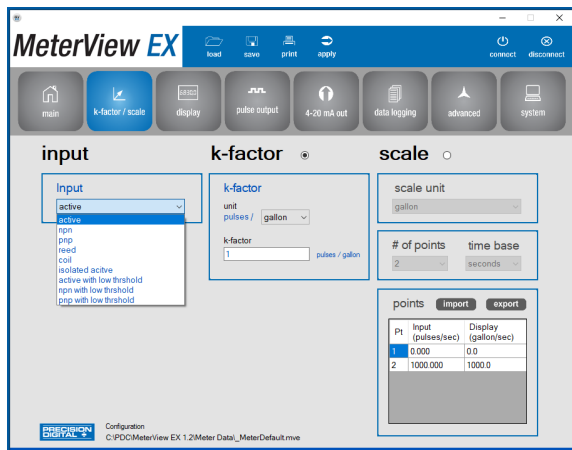 MeterView EX
load save print apply connect disconnect
main k-factor / scale display pulse output 4-20 mA out data logging advanced system
input k-factor scale
Input
active
active
npn
pnp
reed
coil
isolated acitve
active with low thrshold
npn with low thrshold
pnp with low thrshold
k-factor
unit
pulses / gallon
k-factor
1 pulses / gallon
scale unit
gallon
# of points time base
2 seconds
points import export
Pt Input (pulses/sec) Display (gallon/sec)
1 0.000 0.0
2 1000.000 1000.0
PRECISION DIGITAL
Configuration
C:\PDC\MeterView EX 1.2\Meter Data\_MeterDefault.mve